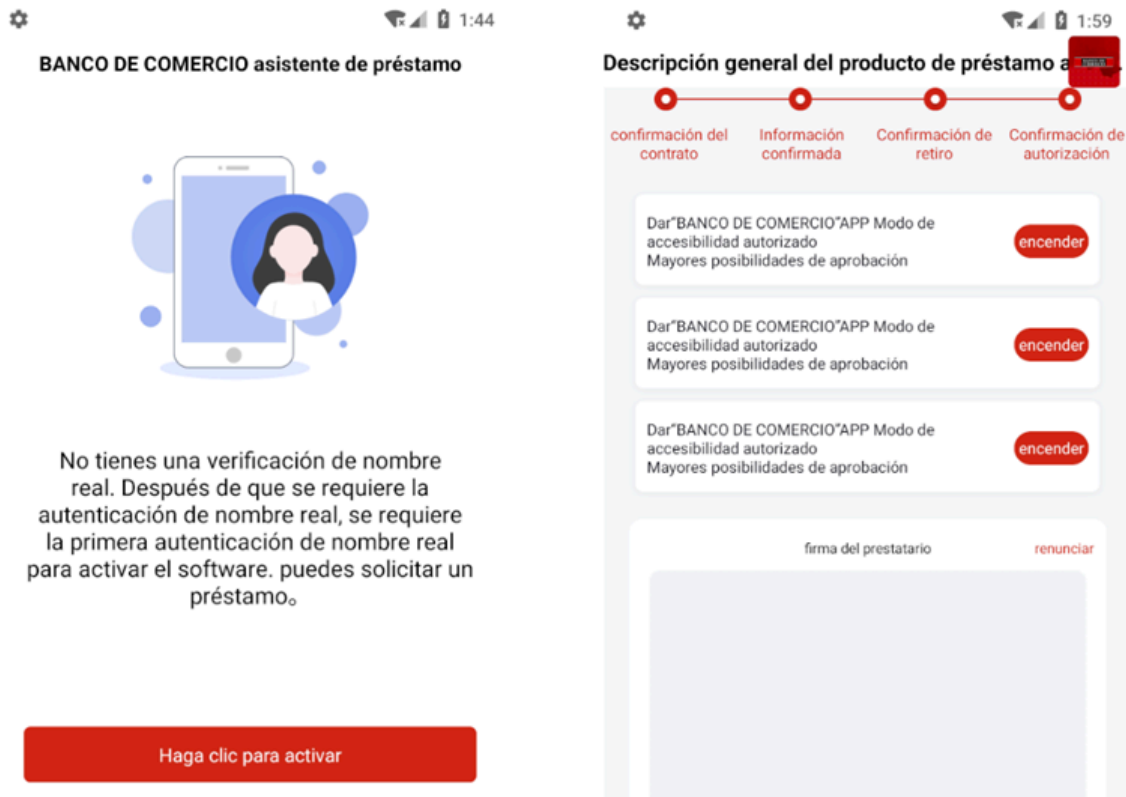 1:44
BANCO DE COMERCIO asistente de préstamo
No tienes una verificación de nombre
real. Después de que se requiere la
autenticación de nombre real, se requiere
la primera autenticación de nombre real
para activar el software. puedes solicitar un
préstamo。
Haga clic para activar
1:59
Descripción general del producto de préstamo
confirmación del
contrato
Información
confirmada
Confirmación de
retiro
Confirmación de
autorización
Dar"BANCO DE COMERCIO"APP Modo de
accesibilidad autorizado
Mayores posibilidades de aprobación
encender
Dar"BANCO DE COMERCIO"APP Modo de
accesibilidad autorizado
Mayores posibilidades de aprobación
encender
Dar"BANCO DE COMERCIO"APP Modo de
accesibilidad autorizado
Mayores posibilidades de aprobación
encender
firma del prestatario
renunciar